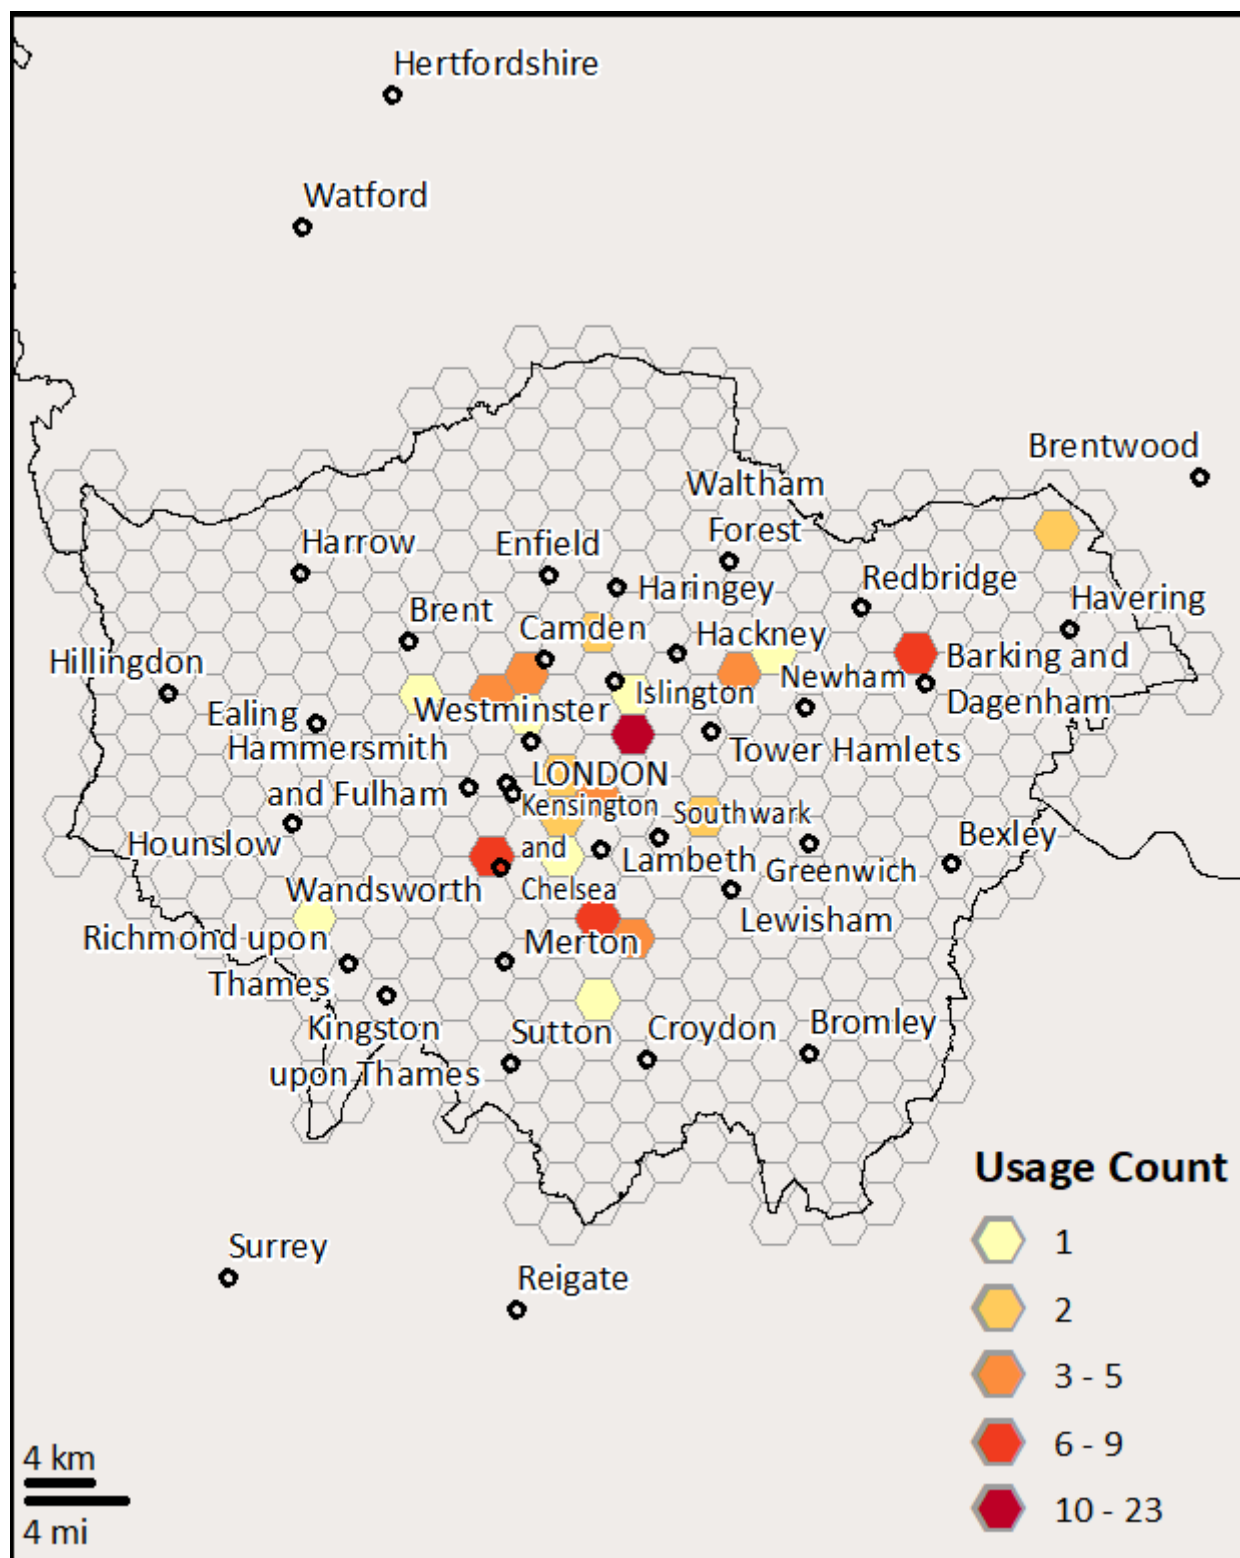 Hertfordshire
Watford
Brentwood
Waltham
Forest
Harrow
Enfield
Haringey
Redbridge
Havering
Brent
Camden
Hackney
Hillingdon
Islington
Newham
Barking and
Dagenham
Ealing
Westminster
Hammersmith
and Fulham
Tower Hamlets
LONDON
Kensington
and
Chelsea
Southwark
Hounslow
Lambeth
Greenwich
Bexley
Wandsworth
Lewisham
Richmond upon
Thames
Merton
Kingston
upon Thames
Sutton
Croydon
Bromley
Surrey
Reigate
Usage Count
1
2
3 - 5
6 - 9
10 - 23
4 km
4 mi